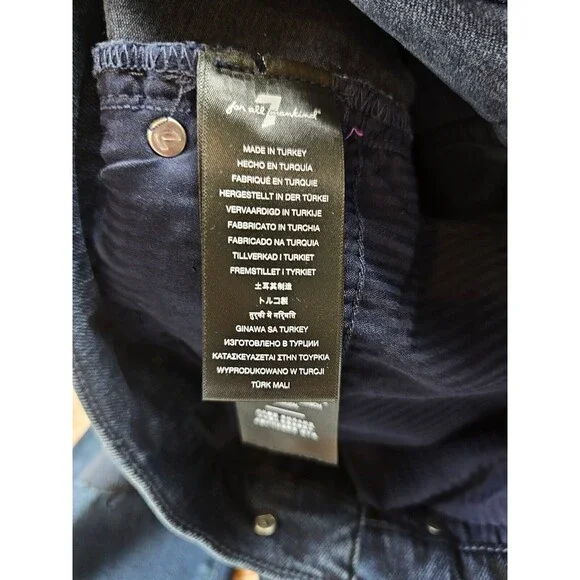 7
for all mankind®
MADE IN TURKEY
HECHO EN TURQUÍA
FABRIQUÉ EN TURQUIE
HERGESTELLT IN DER TÜRKEI
VERVAARDIGD IN TURKIJE
FABBRICATO IN TURCHIA
FABRICADO NA TURQUIA
TILLVERKAD I TURKIET
FREMSTILLET I TYRKIET
土耳其制造
トルコ製
तुर्की में निर्मिति
GINAWA SA TURKEY
ИЗГОТОВЛЕНО В ТУРЦИИ
ΚΑΤΑΣΚΕΥΑΖΕΤΑΙ ΣΤΗΝ ΤΟΥΡΚΙΑ
WYPRODUKOWANO W TURCJI
TÜRK MALI